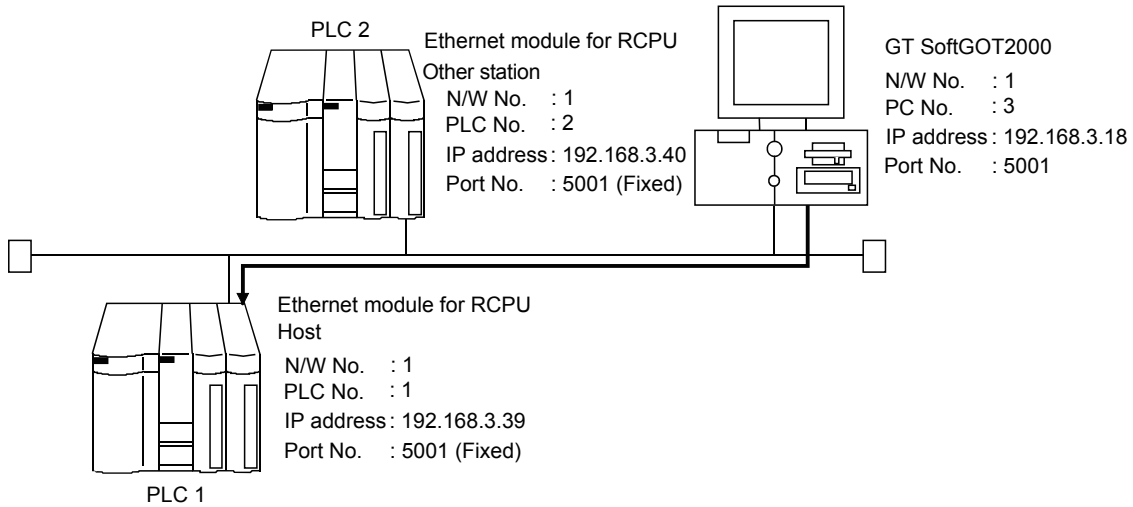 PLC 2
Ethernet module for RCPU
Other station
N/W No. : 1
PLC No. : 2
IP address : 192.168.3.40
Port No. : 5001 (Fixed)
GT SoftGOT2000
N/W No. : 1
PC No. : 3
IP address : 192.168.3.18
Port No. : 5001
Ethernet module for RCPU
Host
N/W No. : 1
PLC No. : 1
IP address : 192.168.3.39
Port No. : 5001 (Fixed)
PLC 1